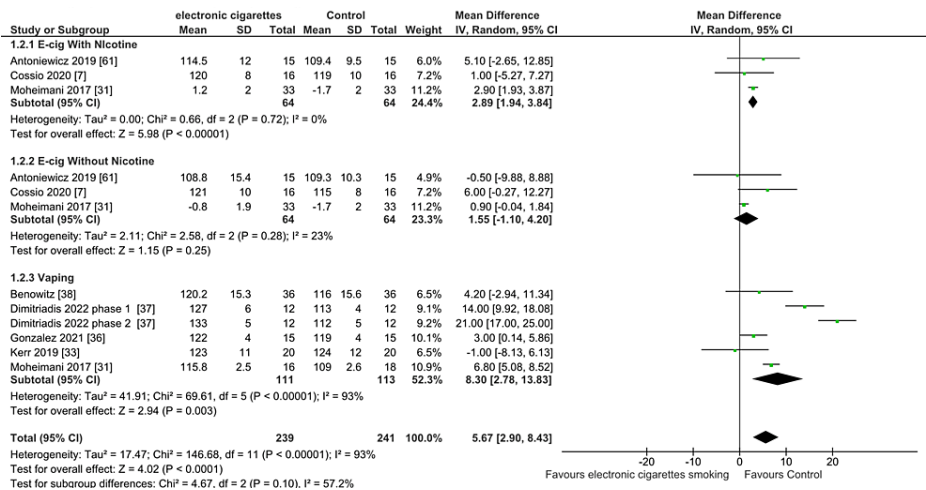 electronic cigarettes Control Mean Difference Mean Difference
Study or Subgroup Mean SD Total Mean SD Total Weight IV, Random, 95% CI IV, Random, 95% CI
1.2.1 E-cig With NIcotine
Antoniewicz 2019 [61] 114.5 12 15 109.4 9.5 15 6.0% 5.10 [-2.65, 12.85]
Cossio 2020 [7] 120 8 16 119 10 16 7.2% 1.00 [-5.27, 7.27]
Moheimani 2017 [31] 1.2 2 33 -1.7 2 33 11.2% 2.90 [1.93, 3.87]
Subtotal (95% CI) 64 64 24.4% 2.89 [1.94, 3.84]
Heterogeneity: Tau² = 0.00; Chi² = 0.66, df = 2 (P = 0.72); I² = 0%
Test for overall effect: Z = 5.98 (P < 0.00001)
1.2.2 E-cig Without Nicotine
Antoniewicz 2019 [61] 108.8 15.4 15 109.3 10.3 15 4.9% -0.50 [-9.88, 8.88]
Cossio 2020 [7] 121 10 16 115 8 16 7.2% 6.00 [-0.27, 12.27]
Moheimani 2017 [31] -0.8 1.9 33 -1.7 2 33 11.2% 0.90 [-0.04, 1.84]
Subtotal (95% CI) 64 64 23.3% 1.55 [-1.10, 4.20]
Heterogeneity: Tau² = 2.11; Chi² = 2.58, df = 2 (P = 0.28); I² = 23%
Test for overall effect: Z = 1.15 (P = 0.25)
1.2.3 Vaping
Benowitz [38] 120.2 15.3 36 116 15.6 36 6.5% 4.20 [-2.94, 11.34]
Dimitriadis 2022 phase 1 [37] 127 6 12 113 4 12 9.1% 14.00 [9.92, 18.08]
Dimitriadis 2022 phase 2 [37] 133 5 12 112 5 12 9.2% 21.00 [17.00, 25.00]
Gonzalez 2021 [36] 122 4 15 119 4 15 10.1% 3.00 [0.14, 5.86]
Kerr 2019 [33] 123 11 20 124 12 20 6.5% -1.00 [-8.13, 6.13]
Moheimani 2017 [31] 115.8 2.5 16 109 2.6 18 10.9% 6.80 [5.08, 8.52]
Subtotal (95% CI) 111 113 52.3% 8.30 [2.78, 13.83]
Heterogeneity: Tau² = 41.91; Chi² = 69.61, df = 5 (P < 0.00001); I² = 93%
Test for overall effect: Z = 2.94 (P = 0.003)
Total (95% CI) 239 241 100.0% 5.67 [2.90, 8.43]
Heterogeneity: Tau² = 17.47; Chi² = 146.68, df = 11 (P < 0.00001); I² = 93%
Test for overall effect: Z = 4.02 (P < 0.0001)
Test for subgroup differences: Chi² = 4.67, df = 2 (P = 0.10), I² = 57.2%
-20 -10 0 10 20
Favours electronic cigarettes smoking Favours Control